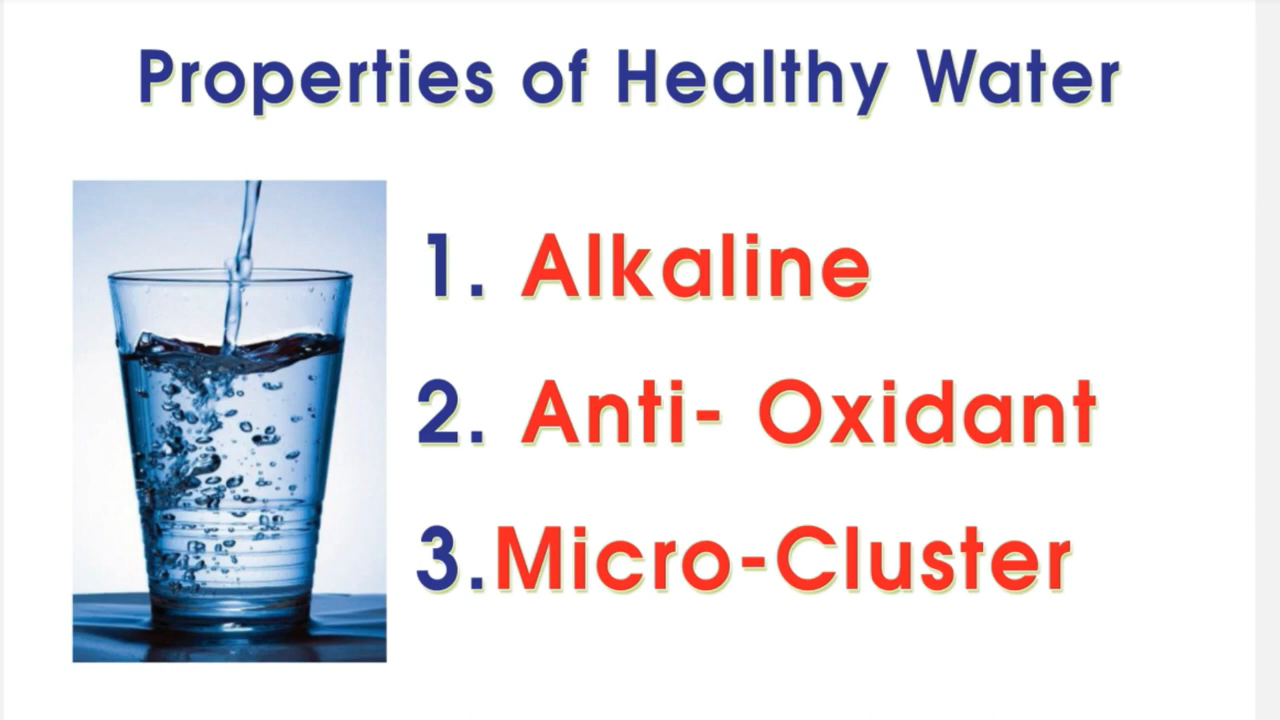 Properties of Healthy Water
1. Alkaline
2. Anti- Oxidant
3.Micro-Cluster